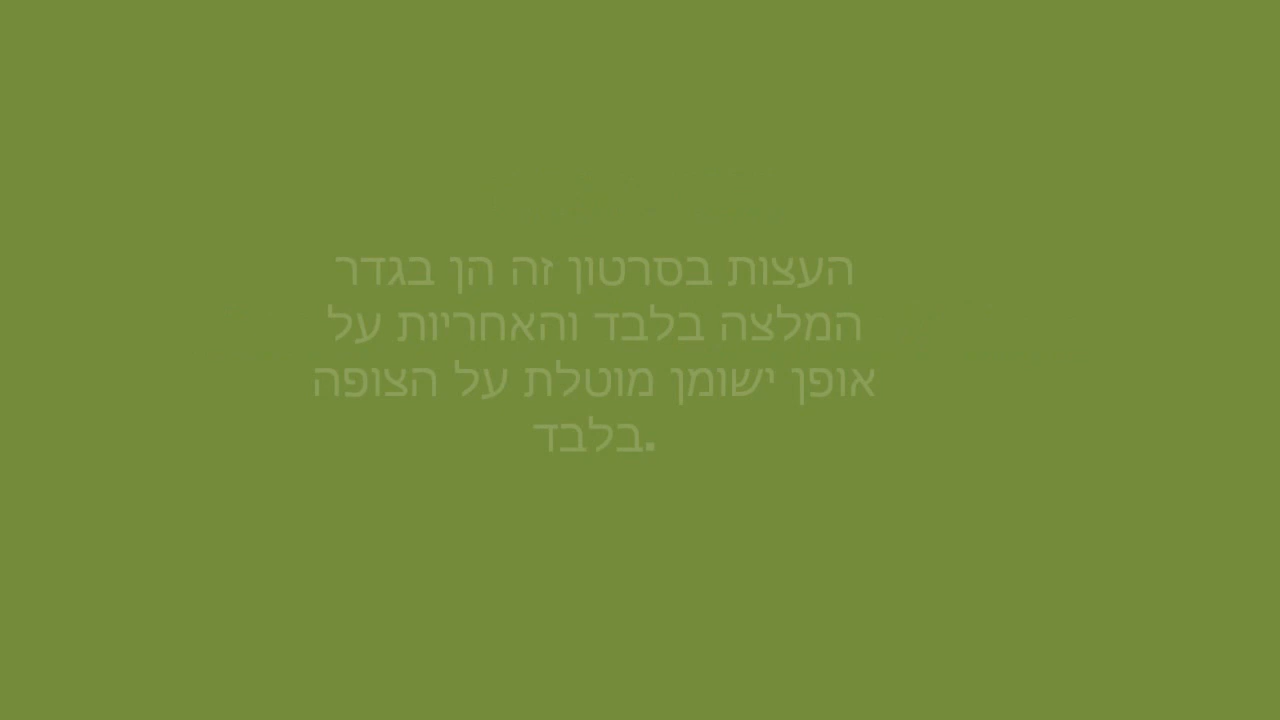 העצות בסרטון זה הן בגדר
המלצה בלבד והאחריות על
אופן ישומן מוטלת על הצופה
.בלבד